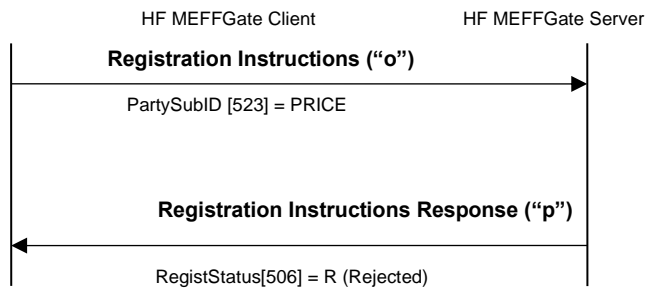 HF MEFFGate Client
HF MEFFGate Server
Registration Instructions (“o”)
PartySubID [523] = PRICE
Registration Instructions Response (“p”)
RegistStatus[506] = R (Rejected)